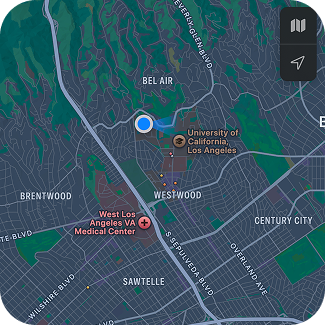 BEVERLY GLEN BLVD
BEL AIR
University of
California,
Los Angeles
BRENTWOOD
WESTWOOD
West Los
Angeles VA
Medical Center
CENTURY CITY
TE BLVD
S SEPULVEDA BLVD
OVERLAND AVE
SAWTELLE
WILSHIRE BLVD